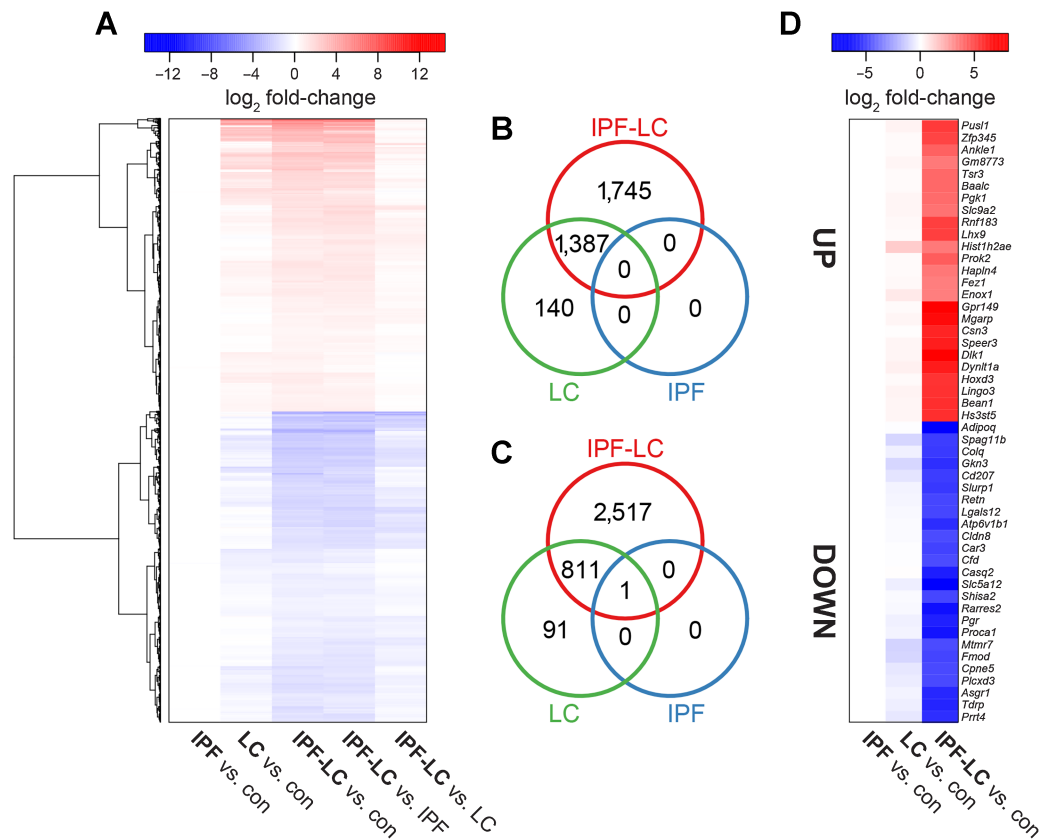 A
−12 −8 −4 0 4 8 12
log2 fold-change
IPF vs. con
LC vs. con
IPF-LC vs. con
IPF-LC vs. IPF
IPF-LC vs. LC
B
IPF-LC
1,745
1,387
0
0
140
0
0
LC
IPF
C
IPF-LC
2,517
811
0
1
91
0
0
LC
IPF
D
−5 0 5
log2 fold-change
UP
DOWN
Pusl1
Zfp345
Ankle1
Gm8773
Tsr3
Baalc
Pgk1
Slc9a2
Rnf183
Lhx9
Hist1h2ae
Prok2
Hapln4
Fez1
Enox1
Gpr149
Mgarp
Csn3
Speer3
Dlk1
Dynlt1a
Hoxd3
Lingo3
Bean1
Hs3st5
Adipoq
Spag11b
Colq
Gkn3
Cd207
Slurp1
Retn
Lgals12
Atp6v1b1
Cldn8
Car3
Cfd
Casq2
Slc5a12
Shisa2
Rarres2
Pgr
Proca1
Mtmr7
Fmod
Cpne5
Plcxd3
Asgr1
Tdrp
Prrt4
IPF vs. con
LC vs. con
IPF-LC vs. con